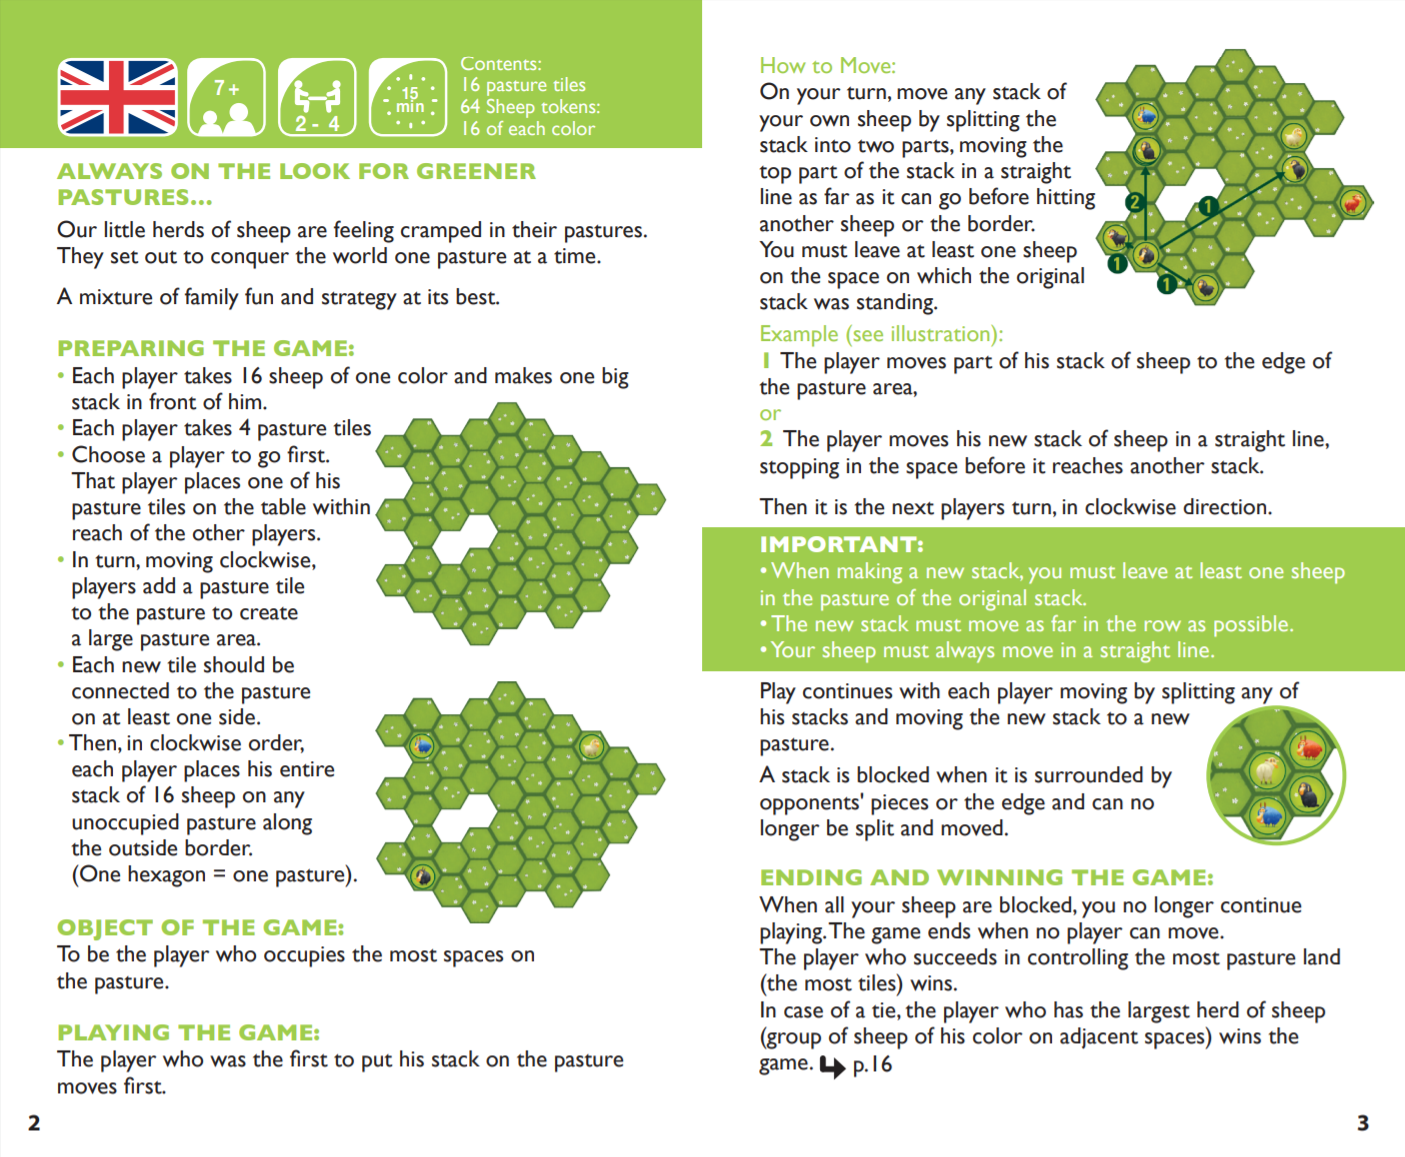 7+
2 - 4
15
min
Contents:
16 pasture tiles
64 Sheep tokens:
16 of each color
ALWAYS ON THE LOOK FOR GREENER
PASTURES...
Our little herds of sheep are feeling cramped in their pastures.
They set out to conquer the world one pasture at a time.
A mixture of family fun and strategy at its best.
PREPARING THE GAME:
• Each player takes 16 sheep of one color and makes one big
stack in front of him.
• Each player takes 4 pasture tiles
• Choose a player to go first.
That player places one of his
pasture tiles on the table within
reach of the other players.
• In turn, moving clockwise,
players add a pasture tile
to the pasture to create
a large pasture area.
• Each new tile should be
connected to the pasture
on at least one side.
• Then, in clockwise order,
each player places his entire
stack of 16 sheep on any
unoccupied pasture along
the outside border.
(One hexagon = one pasture).
OBJECT OF THE GAME:
To be the player who occupies the most spaces on
the pasture.
PLAYING THE GAME:
The player who was the first to put his stack on the pasture
moves first.
2
How to Move:
On your turn, move any stack of
your own sheep by splitting the
stack into two parts, moving the
top part of the stack in a straight
line as far as it can go before hitting
another sheep or the border.
You must leave at least one sheep
on the space on which the original
stack was standing.
2
1
1
1
Example (see illustration):
1 The player moves part of his stack of sheep to the edge of
the pasture area,
or
2 The player moves his new stack of sheep in a straight line,
stopping in the space before it reaches another stack.
Then it is the next players turn, in clockwise direction.
IMPORTANT:
• When making a new stack, you must leave at least one sheep
in the pasture of the original stack.
• The new stack must move as far in the row as possible.
• Your sheep must always move in a straight line.
Play continues with each player moving by splitting any of
his stacks and moving the new stack to a new
pasture.
A stack is blocked when it is surrounded by
opponents' pieces or the edge and can no
longer be split and moved.
ENDING AND WINNING THE GAME:
When all your sheep are blocked, you no longer continue
playing. The game ends when no player can move.
The player who succeeds in controlling the most pasture land
(the most tiles) wins.
In case of a tie, the player who has the largest herd of sheep
(group of sheep of his color on adjacent spaces) wins the
game. p.16
3